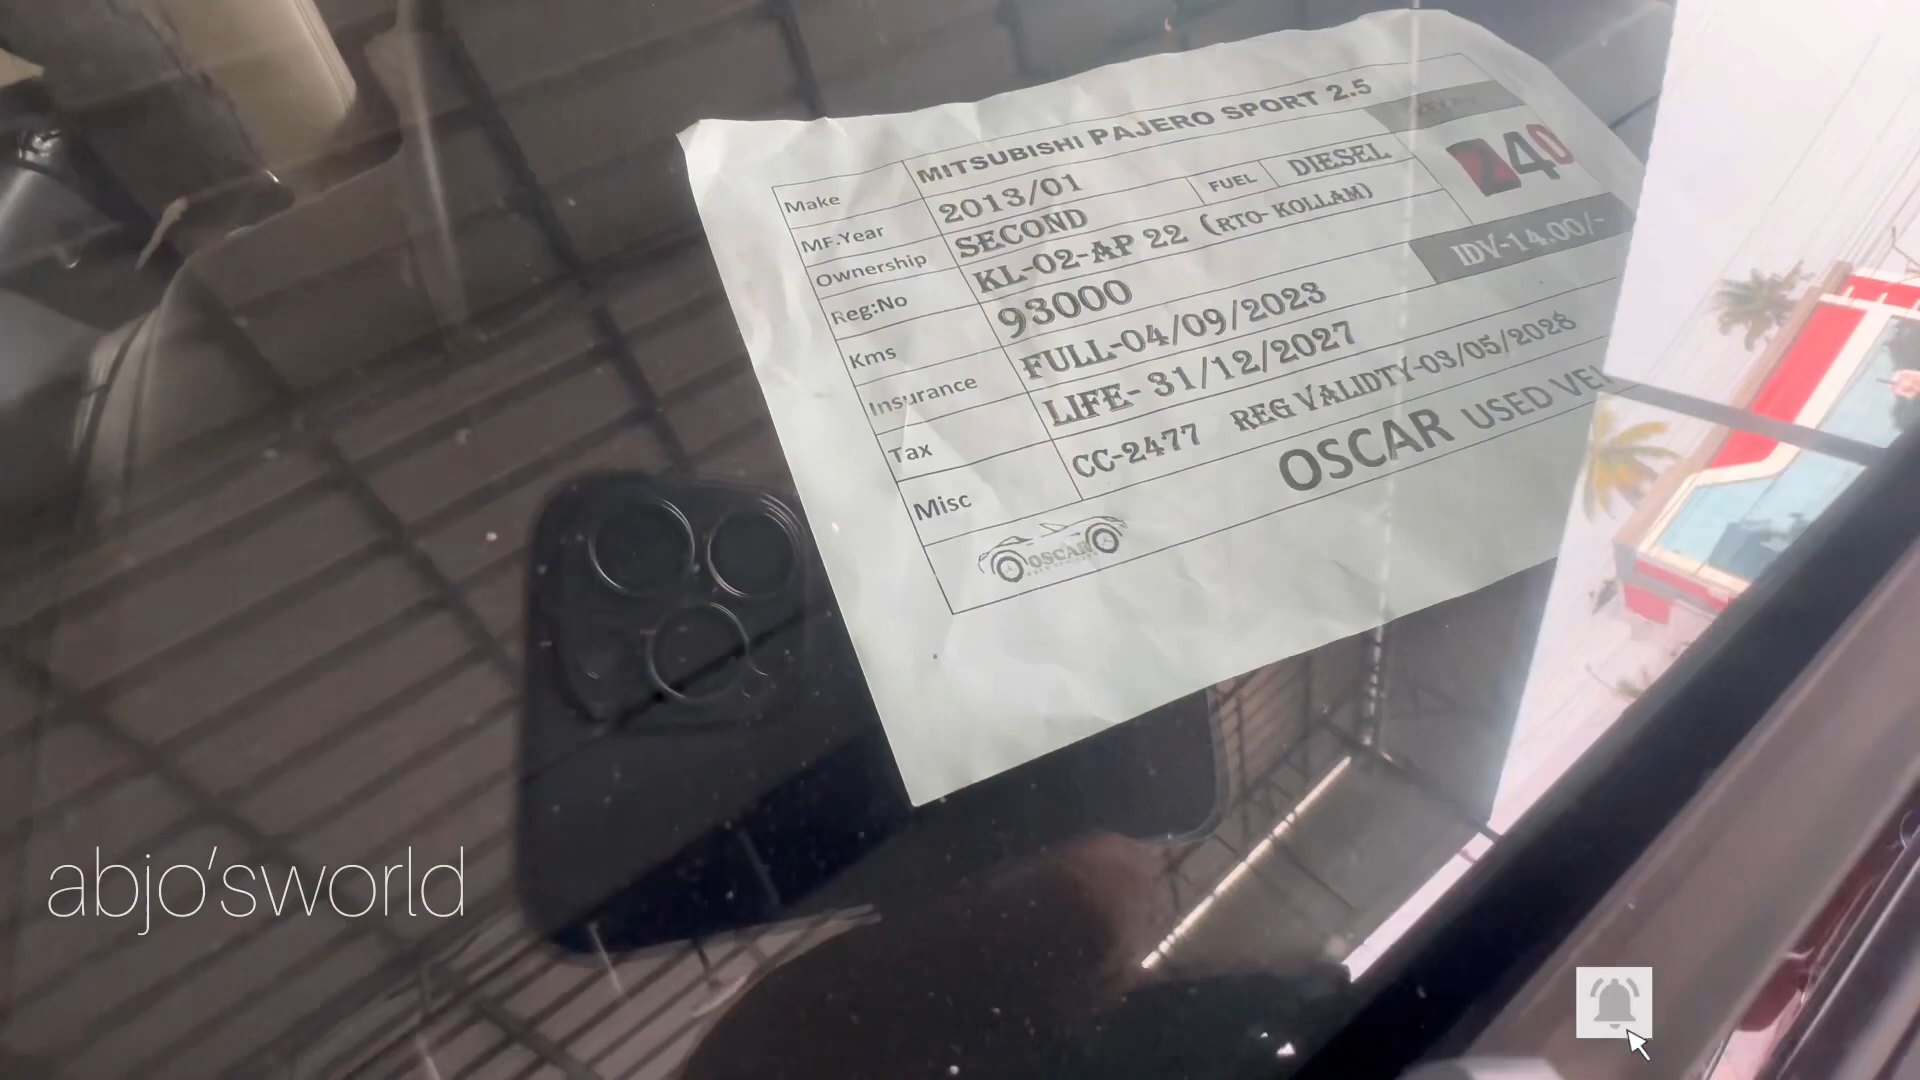 Make MITSUBISHI PAJERO SPORT 2.5
MF.Year 2013/01 FUEL DIESEL
240
Ownership SECOND
Reg:No KL-02-AP 22 (RTO-KOLLAM)
Kms 93000
IDV-14.00/-
Insurance FULL-04/09/2023
Tax LIFE- 31/12/2027
Misc CC-2477 REG VALIDTY-03/05/2028
OSCAR
OSCAR USED
abjo'sworld